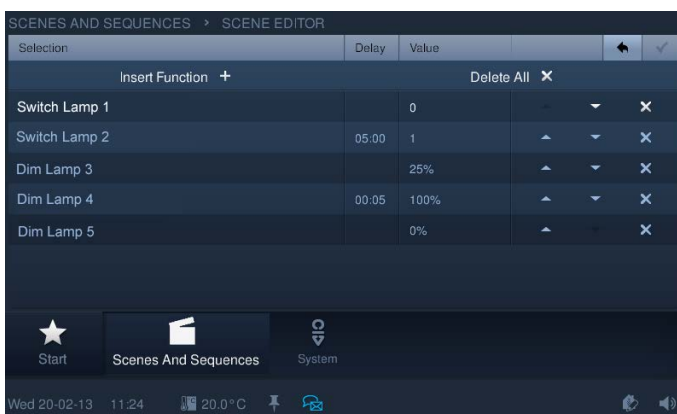 SCENES AND SEQUENCES > SCENE EDITOR
Selection Delay Value
Insert Function + Delete All X
Switch Lamp 1 0
Switch Lamp 2 05:00 1
Dim Lamp 3 25%
Dim Lamp 4 00:05 100%
Dim Lamp 5 0%
Start Scenes And Sequences System
Wed 20-02-13 11:24 20.0°C